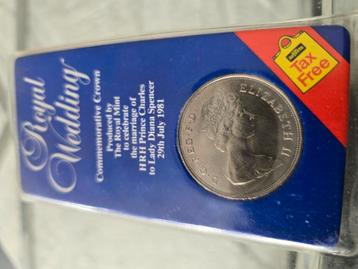 Royal
Wedding
Commemorative Crown
Produced by
The Royal Mint
to celebrate
the marriage of
HRH Prince Charles
to Lady Diana Spencer
29th July 1981
D·G·REG·F·D
ELIZABETH II
Tax
Free